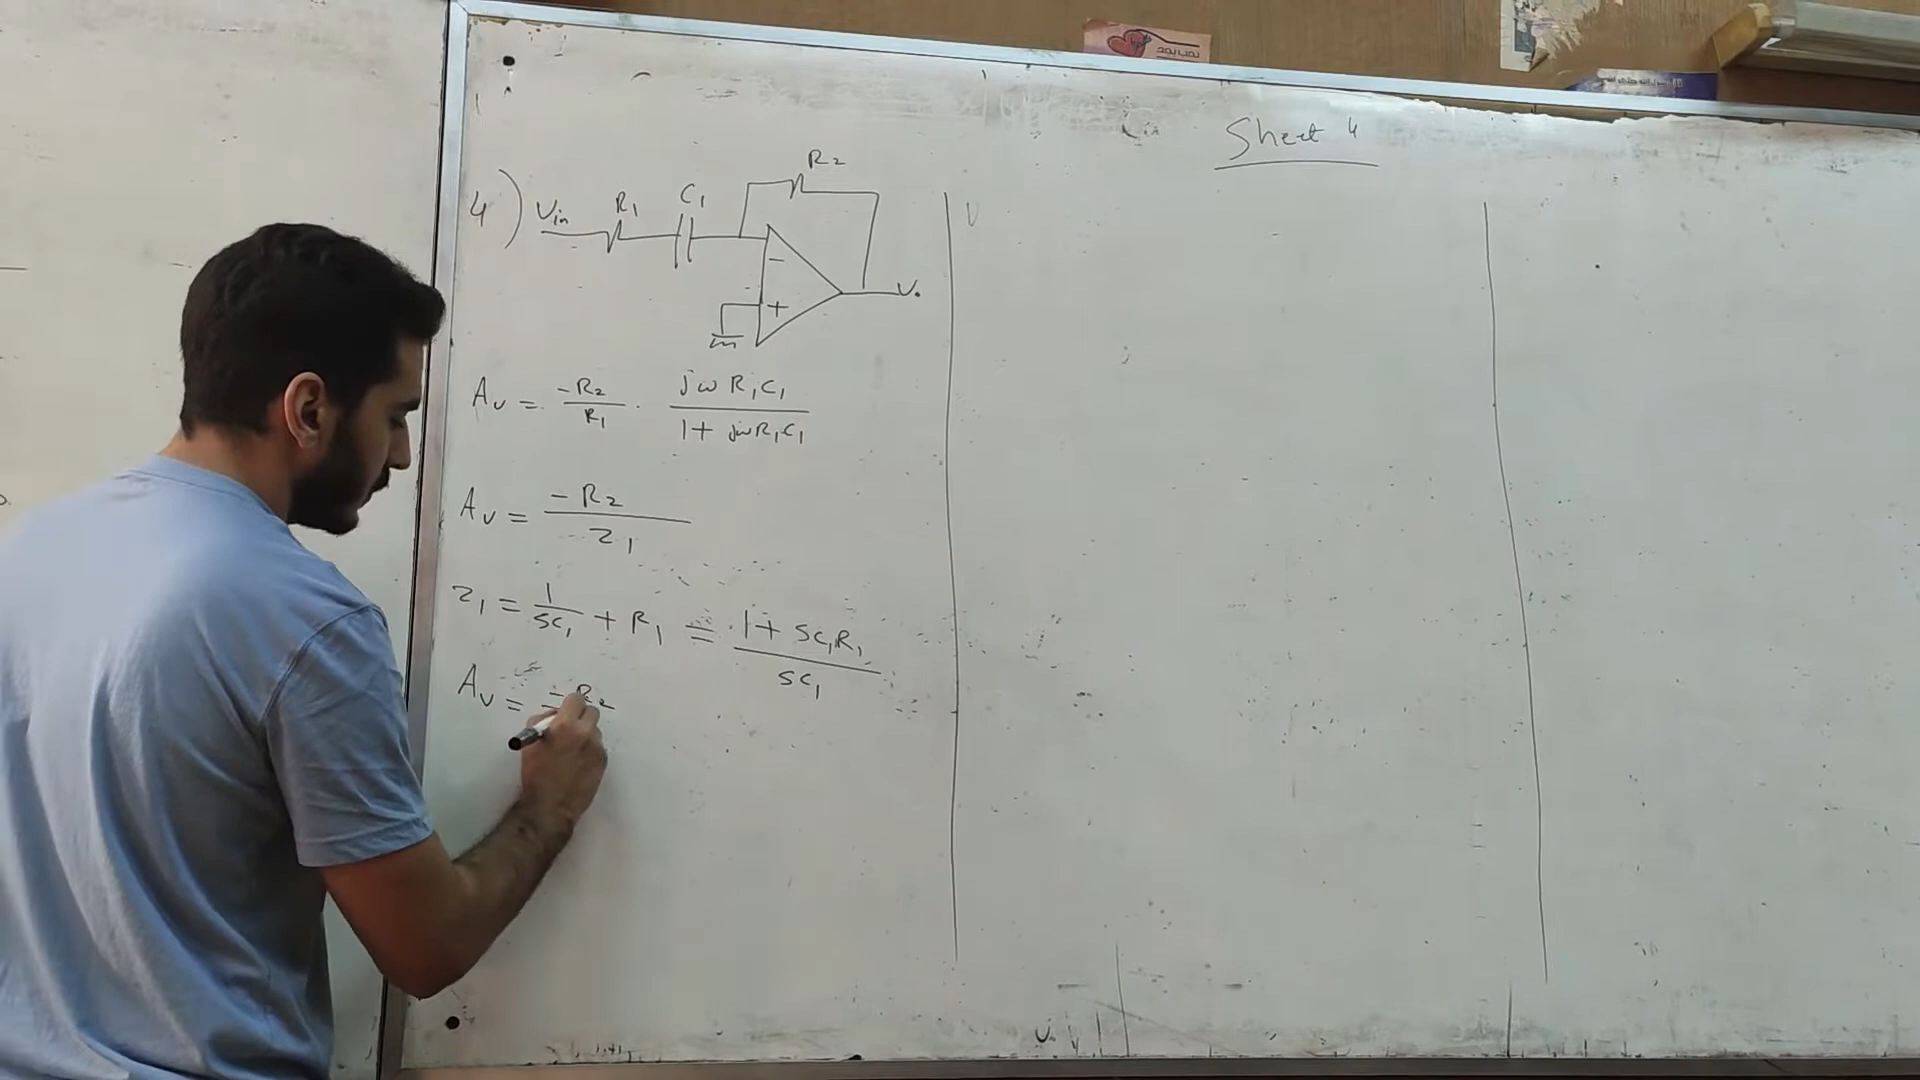 Sheet 4
4)
Vin R1 C1 R2
-
+
Vo
Av = -R2/R1 . jωR1C1/1+jωR1C1
Av = -R2/Z1
Z1 = 1/SC1 + R1 = 1+SC1R1/SC1
Av = -R2